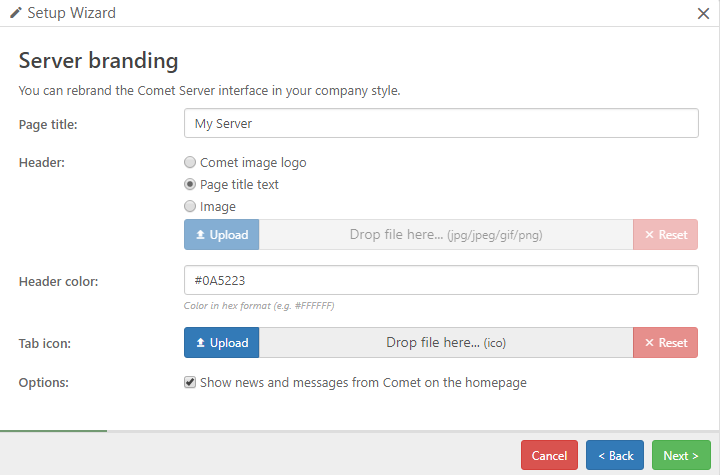 Setup Wizard
Server branding
You can rebrand the Comet Server interface in your company style.
Page title: My Server
Header: Comet image logo
Page title text
Image
Upload Drop file here... (jpg/jpeg/gif/png) × Reset
Header color: #0A5223
Color in hex format (e.g. #FFFFFF)
Tab icon: Upload Drop file here... (ico) × Reset
Options: Show news and messages from Comet on the homepage
Cancel < Back Next >